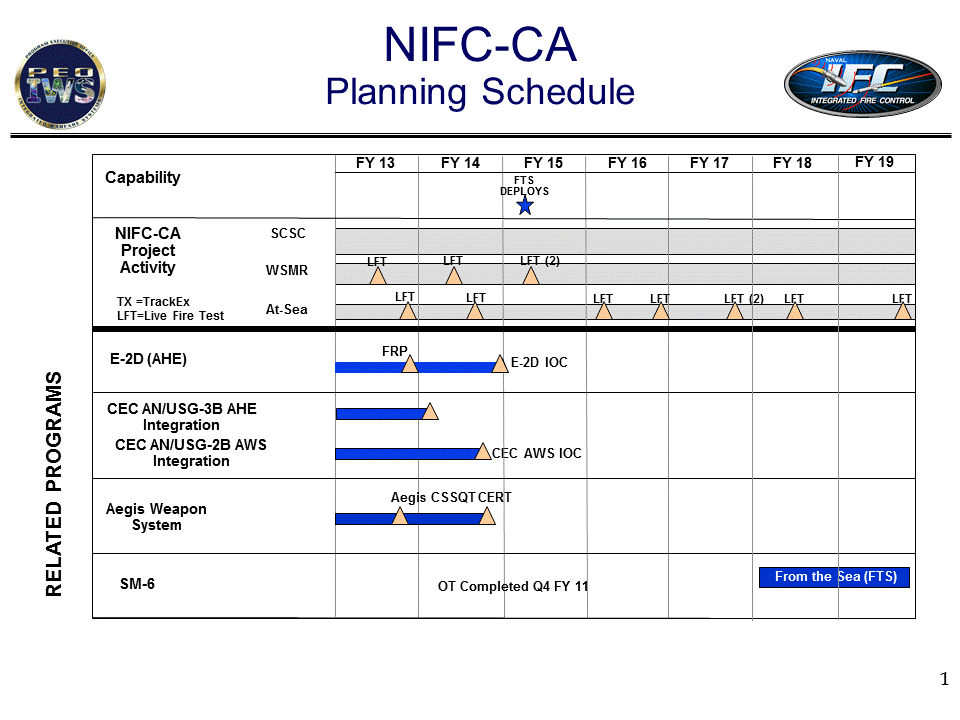 NIFC-CA
Planning Schedule
PROGRAM EXECUTIVE OFFICE
PEO
IWS
INTEGRATED WARFARE SYSTEMS
NAVAL
IFC
INTEGRATED FIRE CONTROL
FY 13 FY 14 FY 15 FY 16 FY 17 FY 18 FY 19
Capability
FTS
DEPLOYS
NIFC-CA
Project
Activity
SCSC
WSMR
LFT LFT LFT (2)
TX =TrackEx
LFT=Live Fire Test
At-Sea
LFT LFT LFT LFT LFT (2) LFT LFT
RELATED PROGRAMS
E-2D (AHE)
FRP
E-2D IOC
CEC AN/USG-3B AHE
Integration
CEC AN/USG-2B AWS
Integration
CEC AWS IOC
Aegis Weapon
System
Aegis CSSQT CERT
SM-6
OT Completed Q4 FY 11
From the Sea (FTS)
1